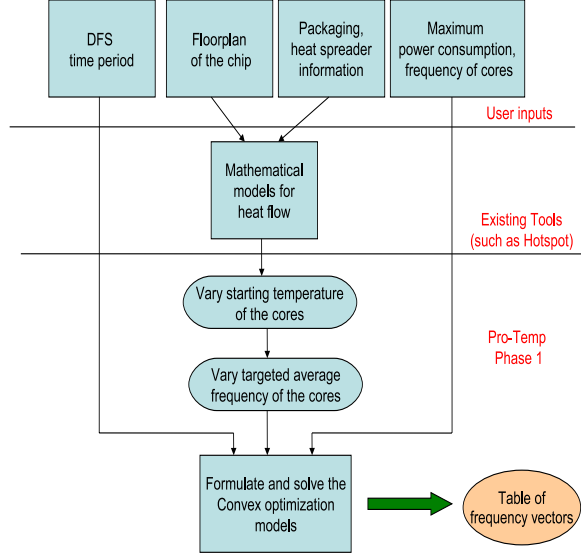 DFS
time period
Floorplan
of the chip
Packaging,
heat spreader
information
Maximum
power consumption,
frequency of cores
User inputs
Mathematical
models for
heat flow
Existing Tools
(such as Hotspot)
Vary starting temperature
of the cores
Pro-Temp
Phase 1
Vary targeted average
frequency of the cores
Formulate and solve the
Convex optimization
models
Table of
frequency vectors